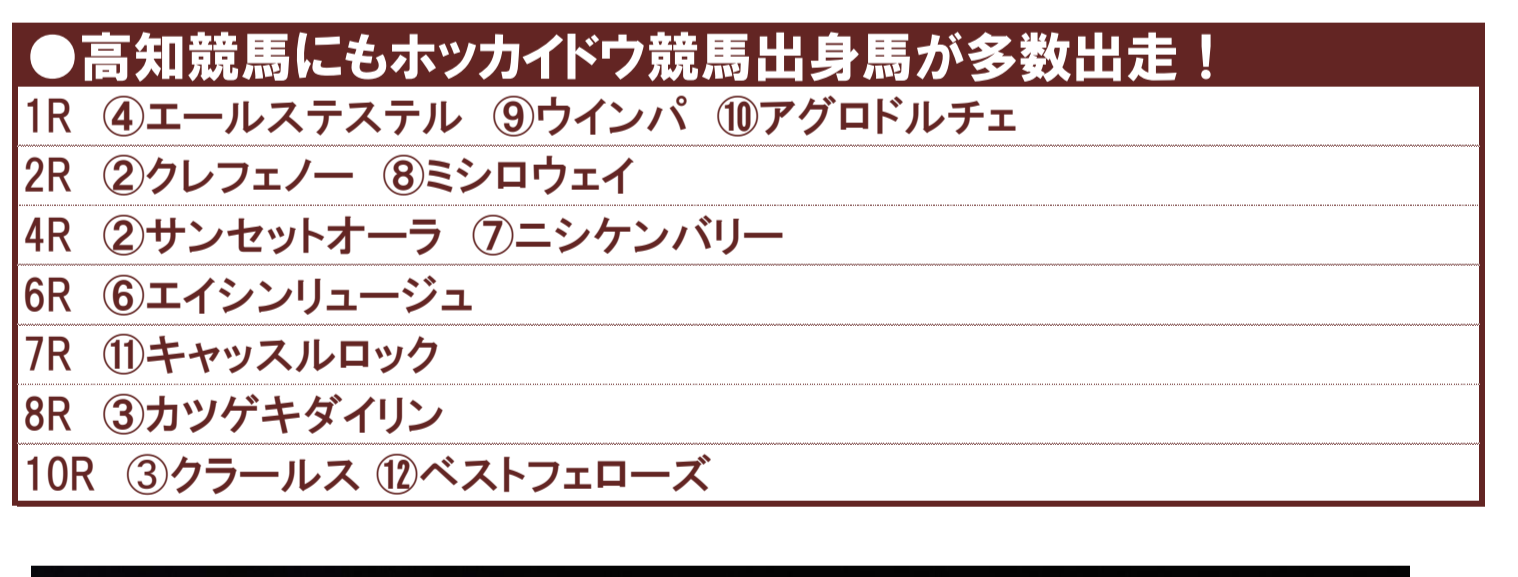 ●高知競馬にもホッカイドウ競馬出身馬が多数出走！
1R ④エールステステル ⑨ウインパ ⑩アグロドルチェ
2R ②クレフェノー ⑧ミシロウェイ
4R ②サンセットオーラ ⑦ニシケンバリー
6R ⑥エイシンリュージュ
7R ⑪キャッスルロック
8R ③カツゲキダイリン
10R ③クラールス ⑫ベストフェローズ